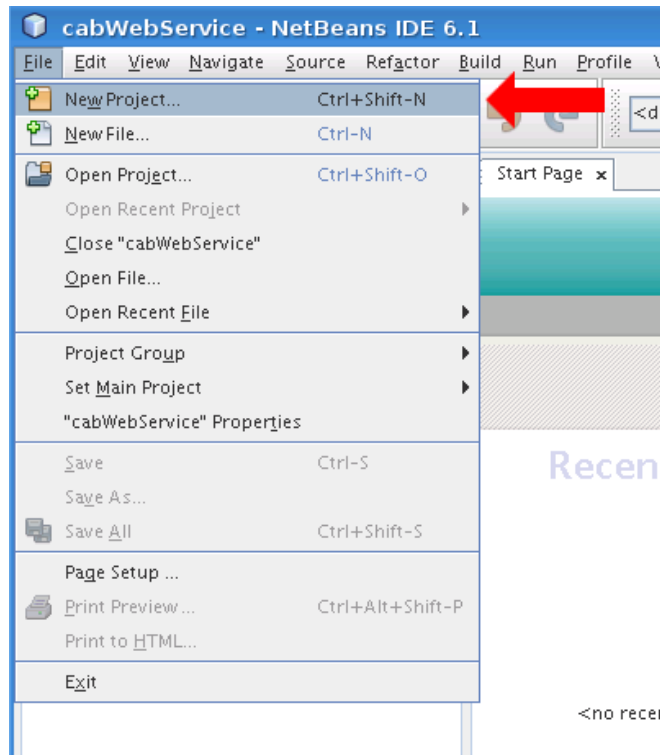 cabWebService - NetBeans IDE 6.1
File Edit View Navigate Source Refactor Build Run Profile
New Project... Ctrl+Shift-N
New File... Ctrl-N
<d
Open Project... Ctrl+Shift-O
Start Page x
Open Recent Project
Close "cabWebService"
Open File...
Open Recent File
Project Group
Set Main Project
"cabWebService" Properties
Save Ctrl-S
Recen
Save As...
Save All Ctrl+Shift-S
Page Setup ...
Print Preview ... Ctrl+Alt+Shift-P
Print to HTML...
Exit
<no recer